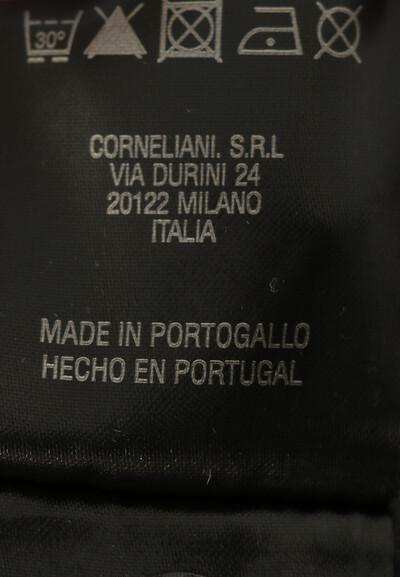 30°
CORNELIANI. S.R.L
VIA DURINI 24
20122 MILANO
ITALIA
MADE IN PORTOGALLO
HECHO EN PORTUGAL